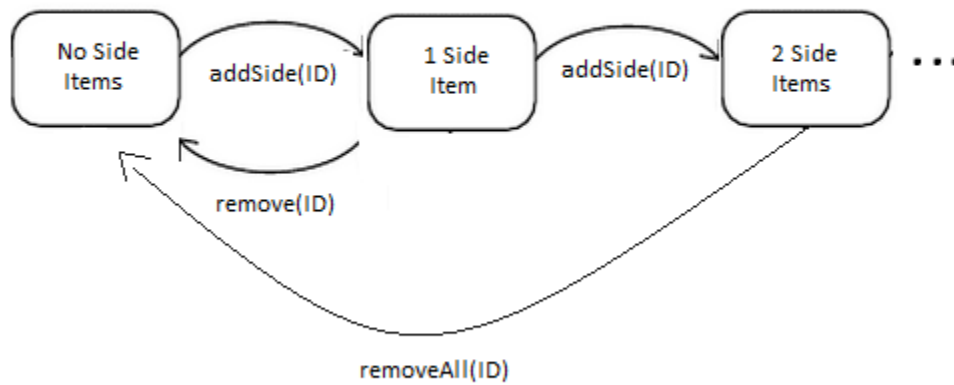 No Side
Items
addSide(ID)
1 Side
Item
addSide(ID)
2 Side
Items
...
remove(ID)
removeAll(ID)